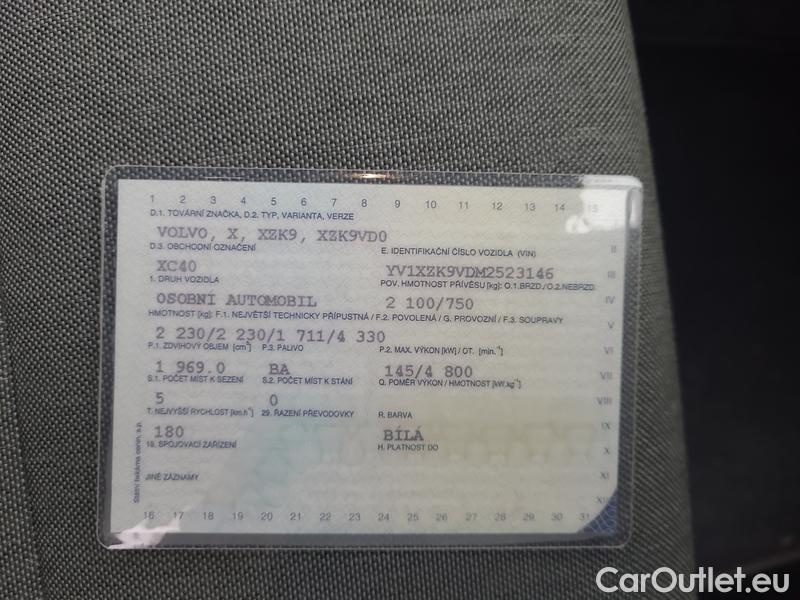 1 2 3 4 5 6 7 8 9 10 11 12 13 14 15
D.1. TOVÁRNÍ ZNAČKA, D.2. TYP, VARIANTA, VERZE
VOLVO, X, XZK9, XZK9VD0
II
D.3. OBCHODNÍ OZNAČENÍ E. IDENTIFIKAČNÍ ČÍSLO VOZIDLA (VIN)
XC40 YV1XZK9VDM2523146
III
1. DRUH VOZIDLA POV. HMOTNOST PŘÍVĚSU [kg]: O.1.BRZD./O.2.NEBRZD.
OSOBNÍ AUTOMOBIL 2 100/750
IV
HMOTNOST [kg]: F.1. NEJVĚTŠÍ TECHNICKY PŘÍPUSTNÁ / F.2. POVOLENÁ / G. PROVOZNÍ / F.3. SOUPRAVY
V
2 230/2 230/1 711/4 330
P.1. ZDVIHOVÝ OBJEM [cm³] P.3. PALIVO P.2. MAX. VÝKON [kW] / OT. [min.⁻¹]
VI
1 969.0 BA 145/4 800
VII
S.1. POČET MÍST K SEZENÍ S.2. POČET MÍST K STÁNÍ Q. POMĚR VÝKON / HMOTNOST [kW.kg⁻¹]
5 0
VIII
T. NEJVYŠŠÍ RYCHLOST [km.h⁻¹] 29. ŘAZENÍ PŘEVODOVKY R. BARVA
180 BÍLÁ
IX
19. SPOJOVACÍ ZAŘÍZENÍ H. PLATNOST DO
X
JINÉ ZÁZNAMY
XI
XII
16 17 18 19 20 21 22 23 24 25 26 27 28 29 30 31
Státní tiskárna cenin, s.p.
CarOutlet.eu